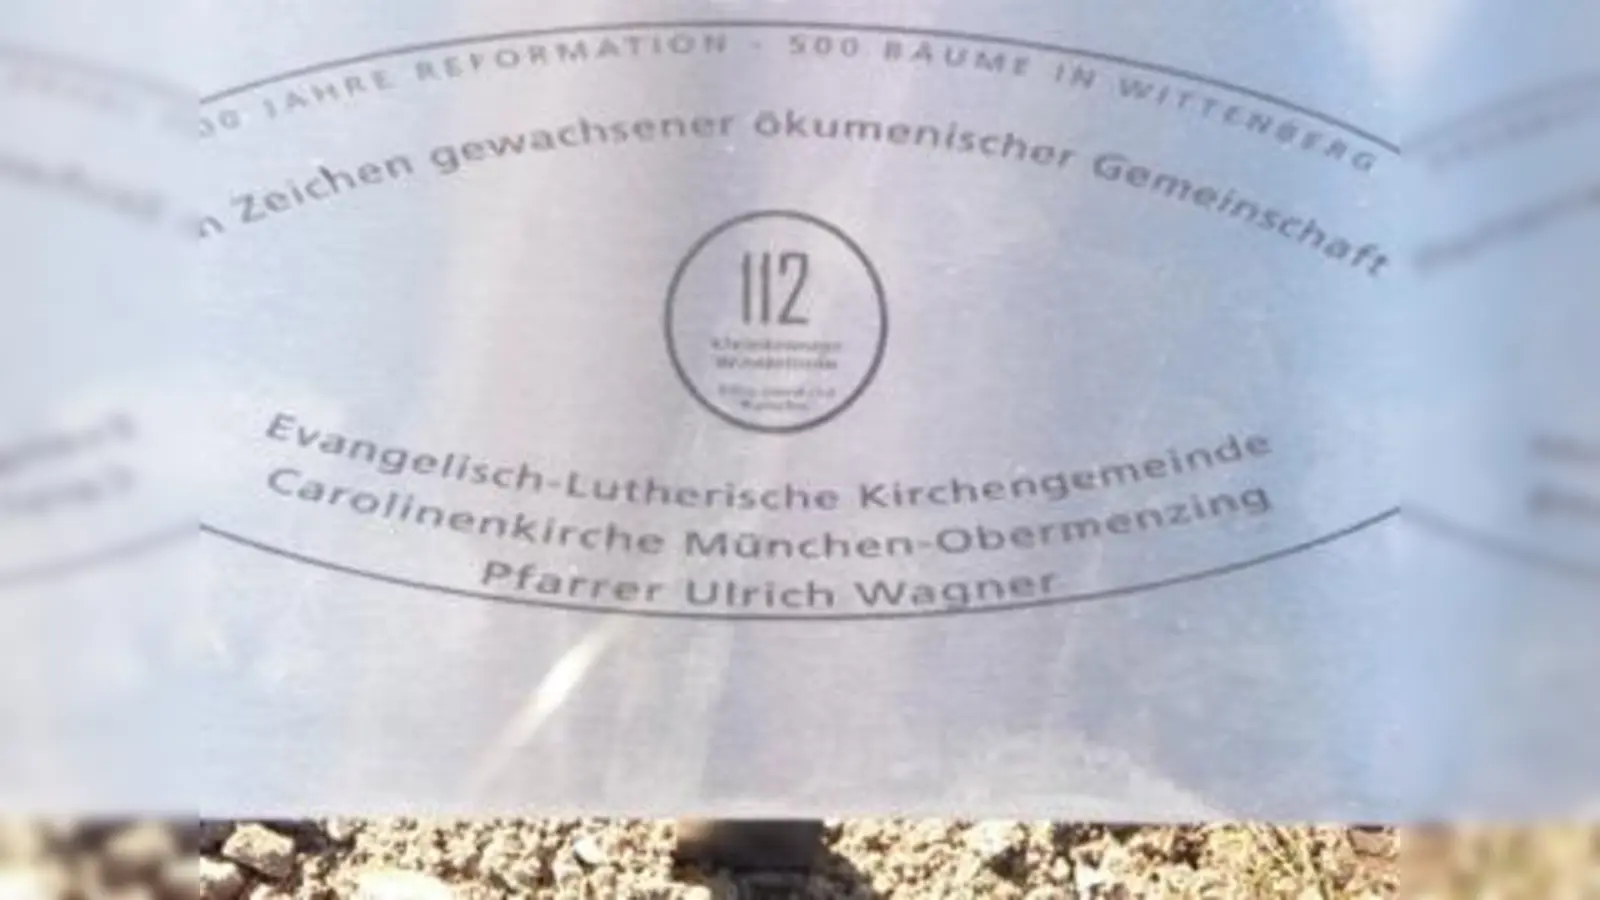 00 JAHRE REFORMATION - 500 BÄUME IN WITTENBERG
n Zeichen gewachsener ökumenischer Gemeinschaft
112
Evangelisch-Lutherische Kirchengemeinde
Carolinenkirche München-Obermenzing
Pfarrer Ulrich Wagner